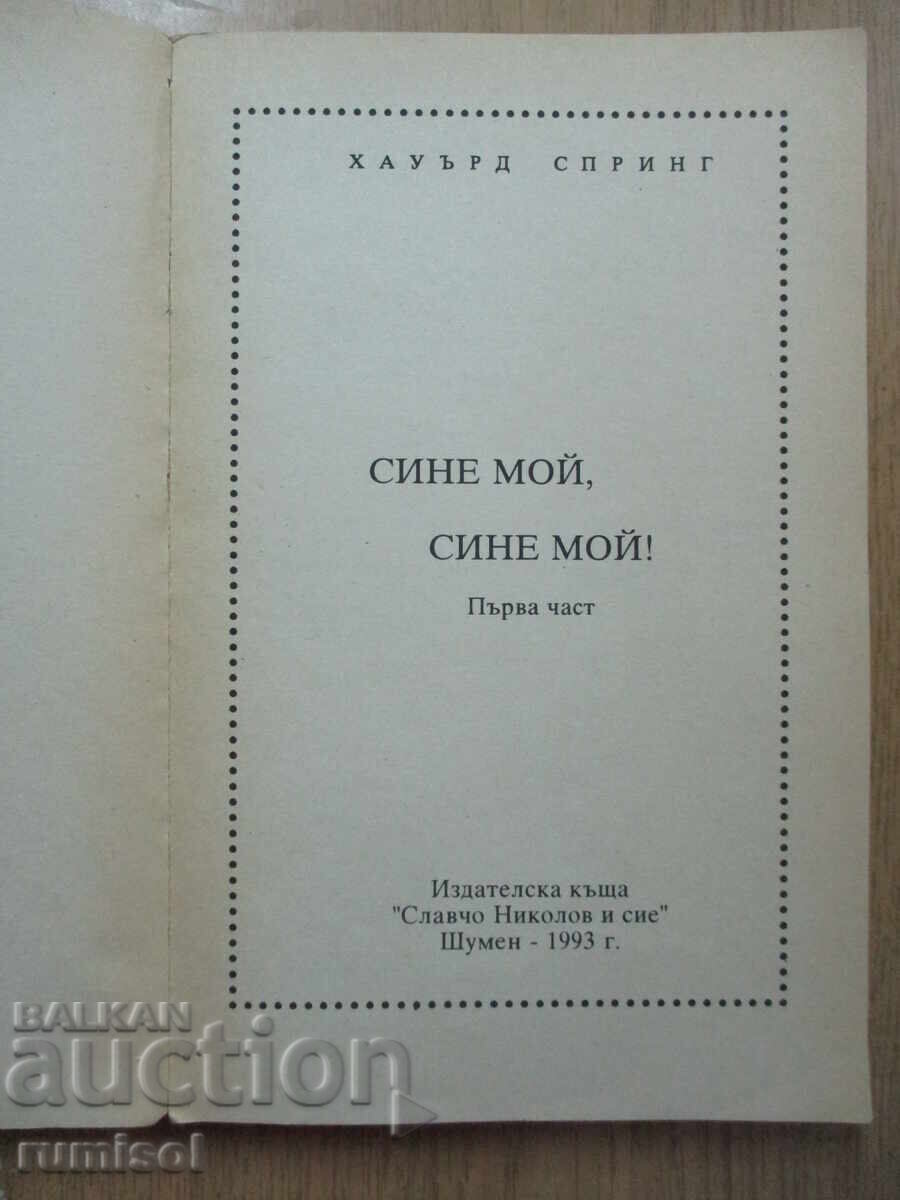 ХАУЪРД СПРИНГ
СИНЕ МОЙ,
СИНЕ МОЙ!
Първа част
Издателска къща
"Славчо Николов и сие"
Шумен - 1993 г.
BALKAN
auction
rumisol